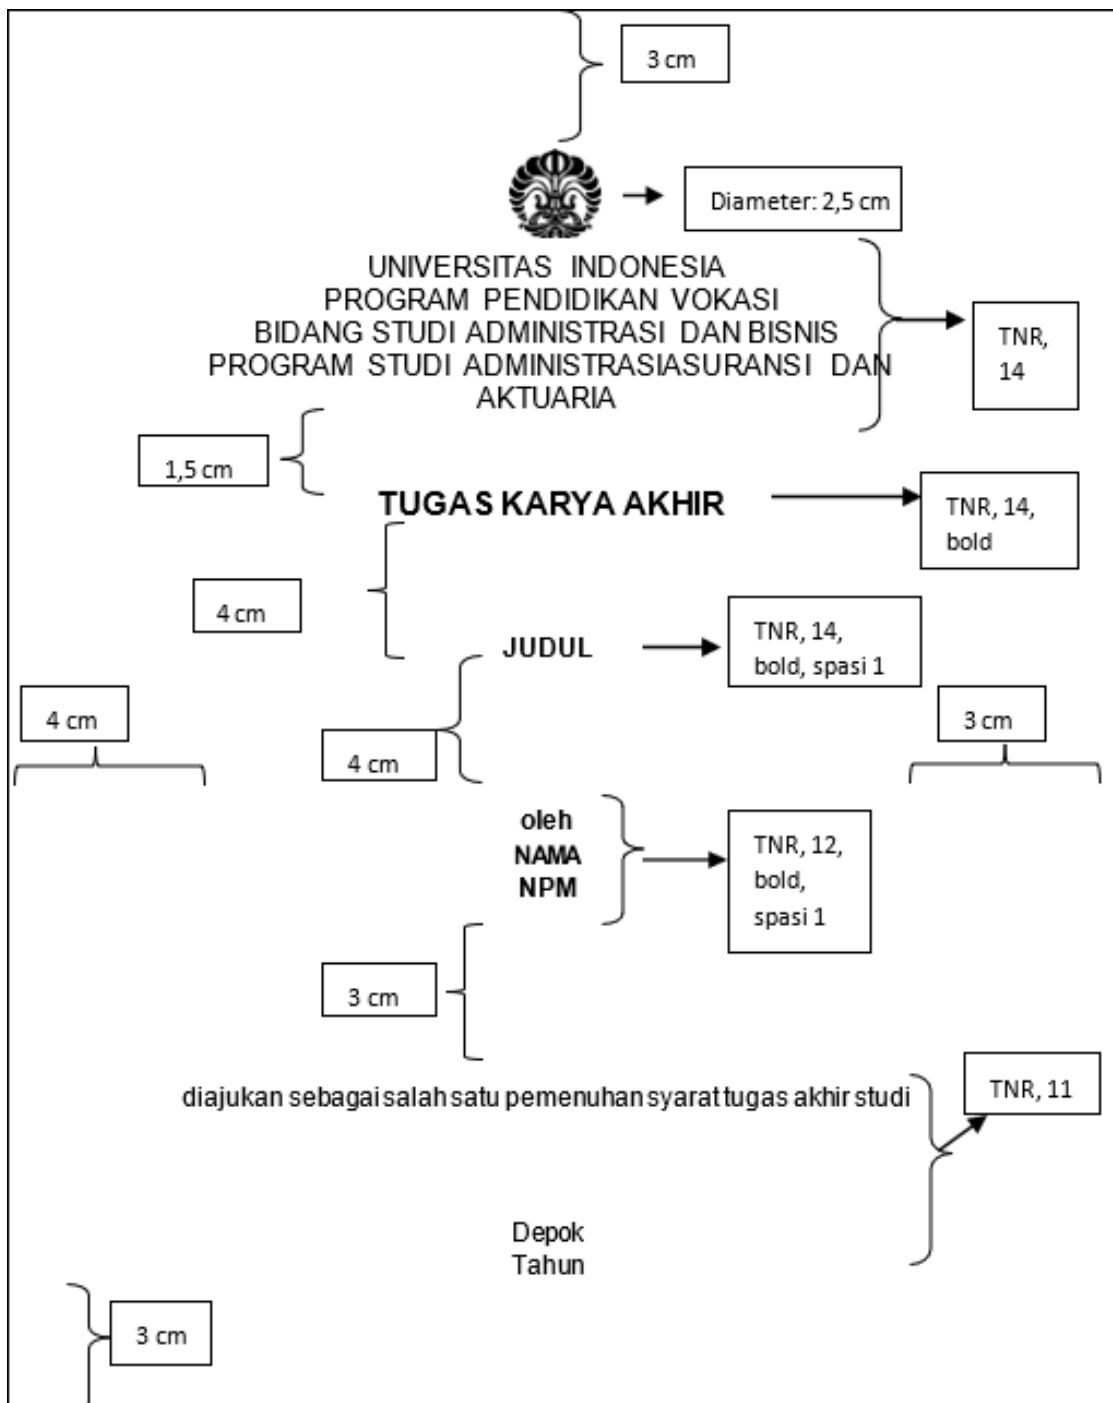 3 cm
Diameter: 2,5 cm
UNIVERSITAS INDONESIA
PROGRAM PENDIDIKAN VOKASI
BIDANG STUDI ADMINISTRASI DAN BISNIS
PROGRAM STUDI ADMINISTRASIASURANSI DAN
AKTUARIA
TNR,
14
1,5 cm
TUGAS KARYA AKHIR
TNR, 14,
bold
4 cm
JUDUL
TNR, 14,
bold, spasi 1
4 cm
3 cm
4 cm
oleh
NAMA
NPM
TNR, 12,
bold,
spasi 1
3 cm
diajukan sebagai salah satu pemenuhan syarat tugas akhir studi
TNR, 11
Depok
Tahun
3 cm